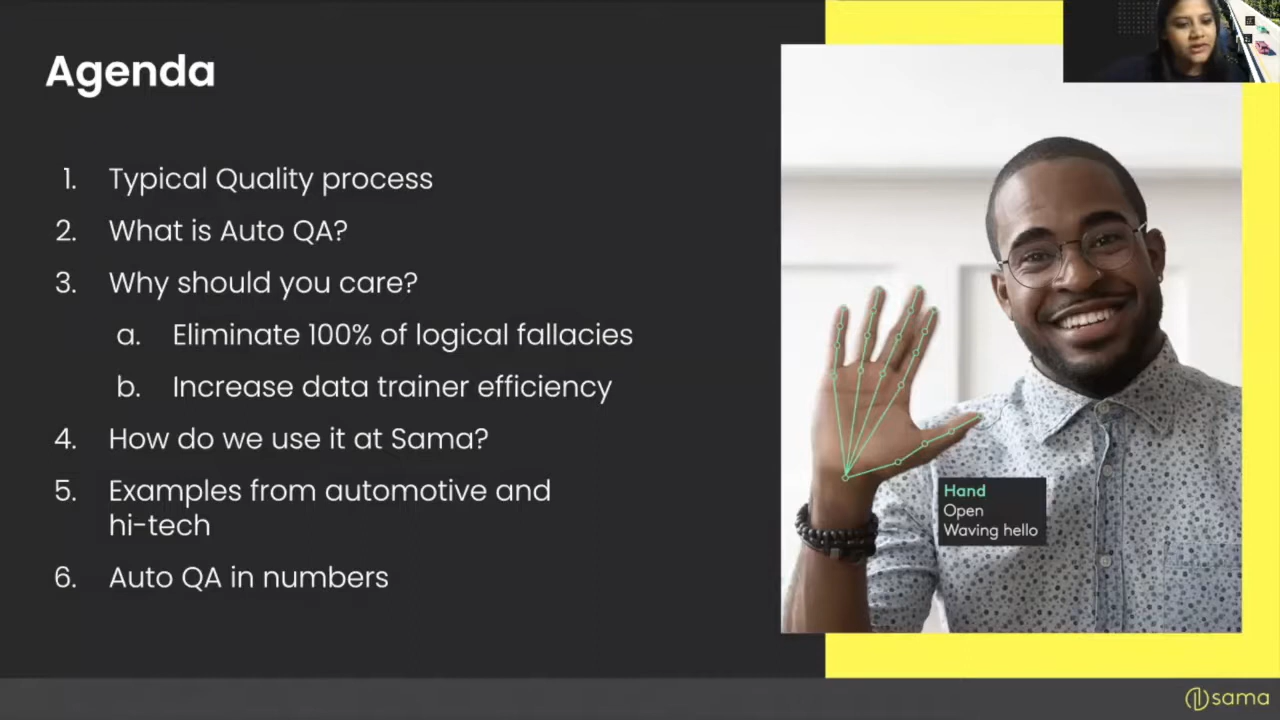 Agenda
1. Typical Quality process
2. What is Auto QA?
3. Why should you care?
a. Eliminate 100% of logical fallacies
b. Increase data trainer efficiency
4. How do we use it at Sama?
5. Examples from automotive and
hi-tech
6. Auto QA in numbers
Hand
Open
Waving hello
sama